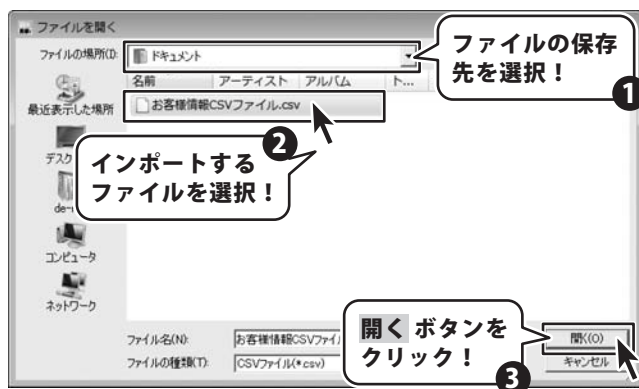 ファイルを開く
ファイルの場所(I):
ドキュメント
ファイルの保存
先を選択！
1
名前 アーティスト アルバム ト...
最近表示した場所
お客様情報CSVファイル.csv
2
デスク
インポートする
ファイルを選択！
コンピュータ
ネットワーク
ファイル名(N):
お客様情報CSVファイ
開く ボタンを
クリック！
3
開く(O)
ファイルの種類(T):
CSVファイル(*.csv)
キャンセル